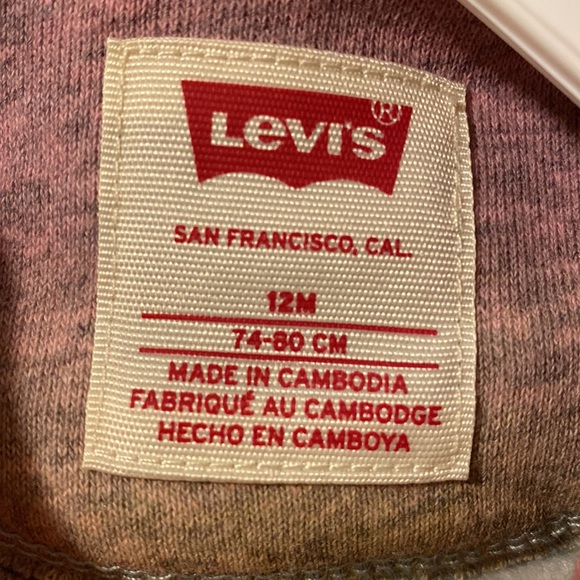 Levi's®
SAN FRANCISCO, CAL.
12M
74-80 CM
MADE IN CAMBODIA
FABRIQUÉ AU CAMBODGE
HECHO EN CAMBOYA